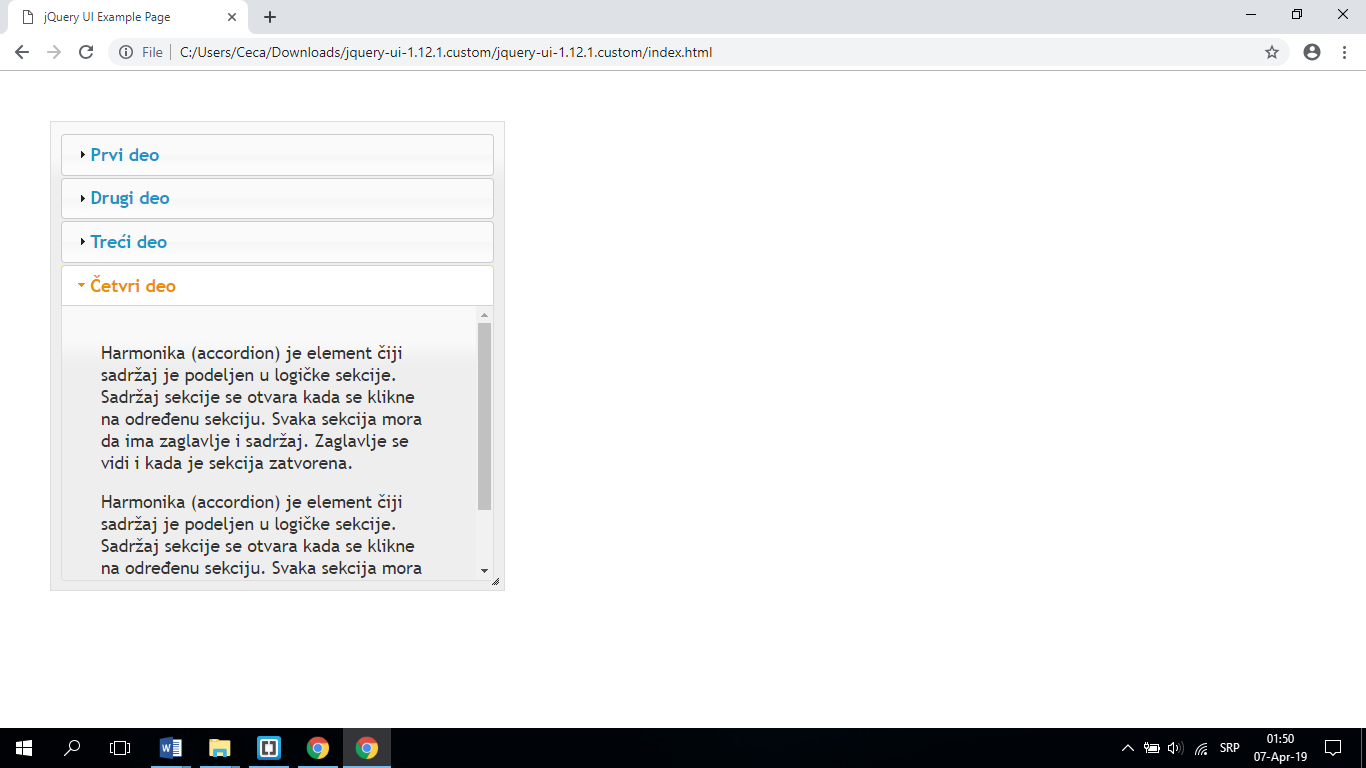 jQuery UI Example Page
File
C:/Users/Ceca/Downloads/jquery-ui-1.12.1.custom/jquery-ui-1.12.1.custom/index.html
Prvi deo
Drugi deo
Treći deo
Četvri deo
Harmonika (accordion) je element čiji
sadržaj je podeljen u logičke sekcije.
Sadržaj sekcije se otvara kada se klikne
na određenu sekciju. Svaka sekcija mora
da ima zaglavlje i sadržaj. Zaglavlje se
vidi i kada je sekcija zatvorena.
Harmonika (accordion) je element čiji
sadržaj je podeljen u logičke sekcije.
Sadržaj sekcije se otvara kada se klikne
na određenu sekciju. Svaka sekcija mora
SRP
01:50
07-Apr-19